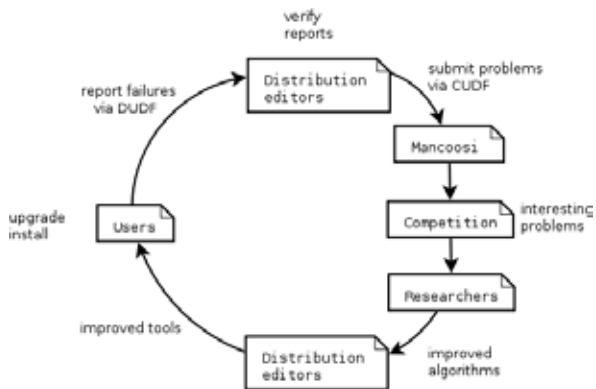 verify
reports
Distribution
editors
submit problems
via CUDF
report failures
via DUDF
Mancoosi
upgrade
install
Users
Competition
interesting
problems
Researchers
improved tools
Distribution
editors
improved
algorithms